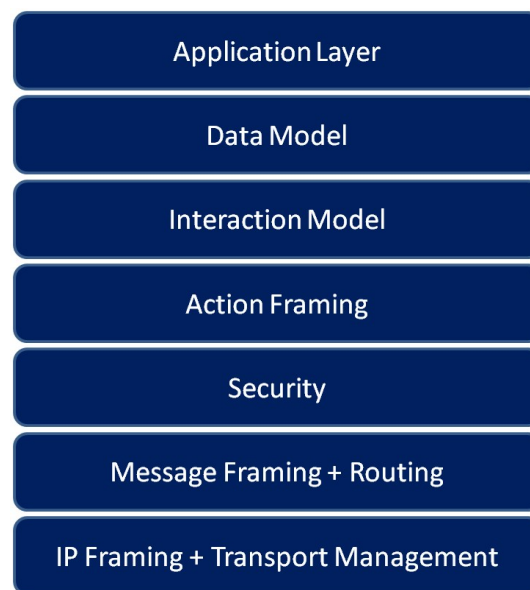 Application Layer
Data Model
Interaction Model
Action Framing
Security
Message Framing + Routing
IP Framing + Transport Management